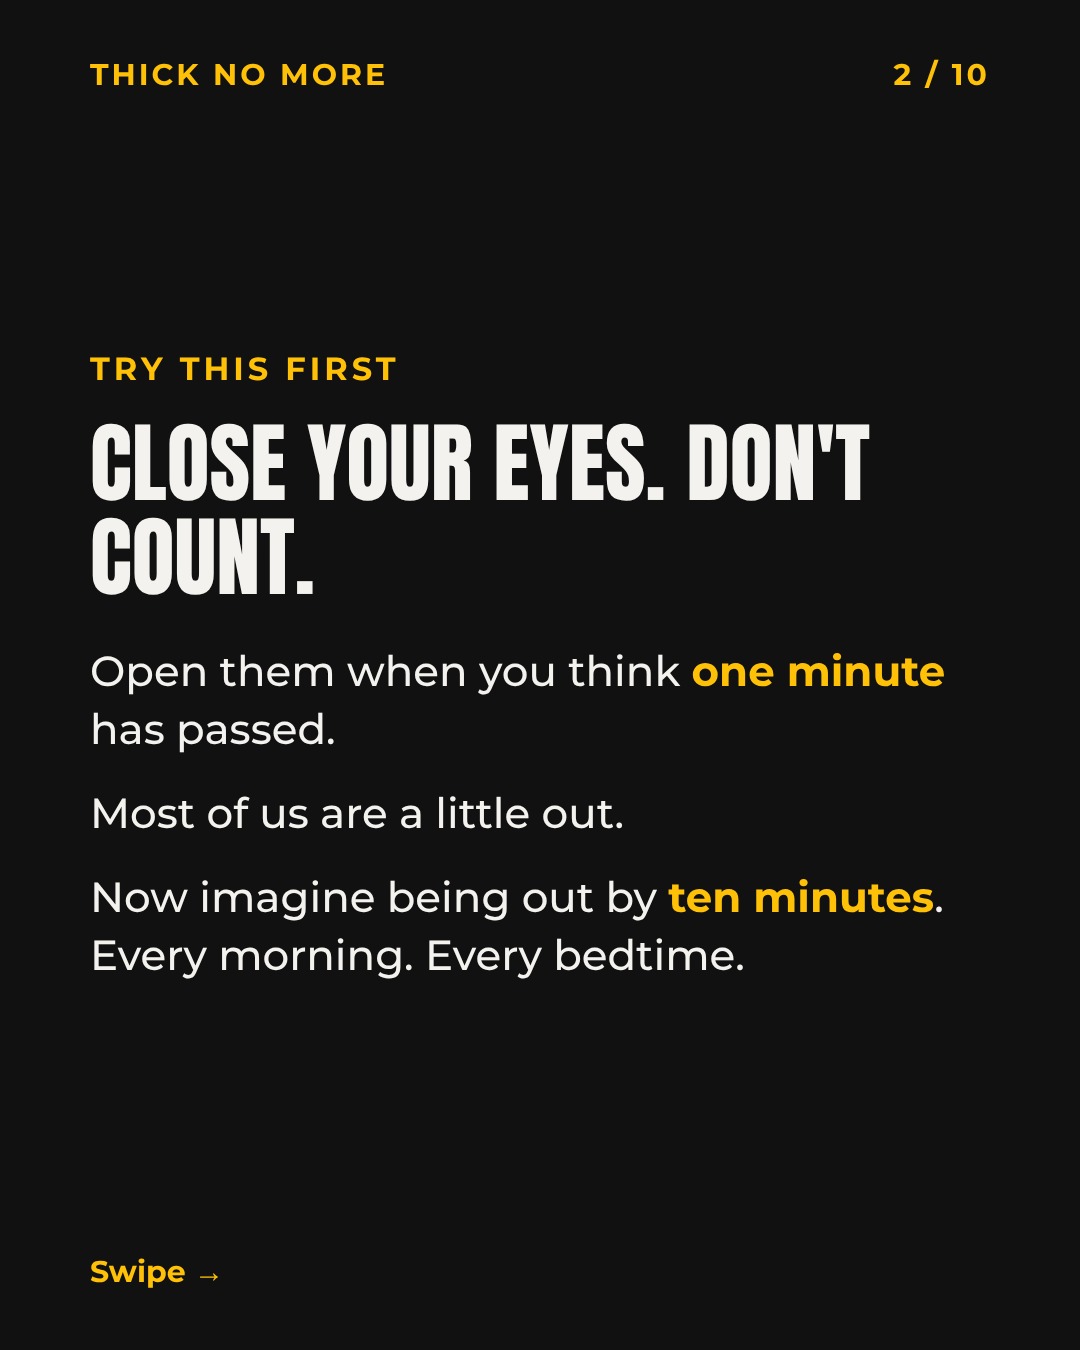 THICK NO MORE
2 / 10
TRY THIS FIRST
CLOSE YOUR EYES. DON'T
COUNT.
Open them when you think one minute
has passed.
Most of us are a little out.
Now imagine being out by ten minutes.
Every morning. Every bedtime.
Swipe →